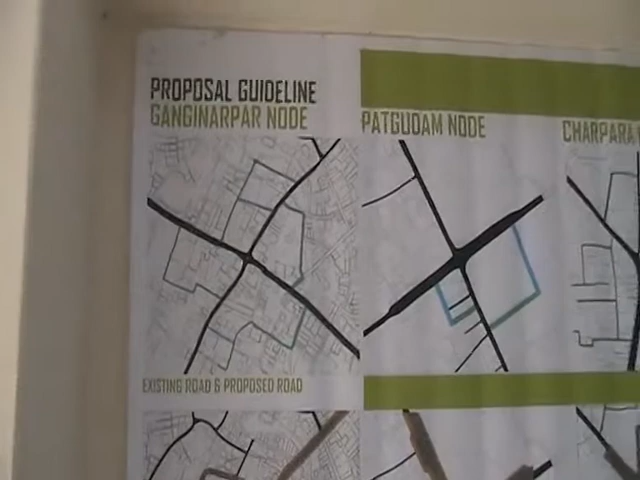 PROPOSAL GUIDELINE
GANGINARPAR NODE
PATGUDAM NODE
EXISTING ROAD & PROPOSED ROAD